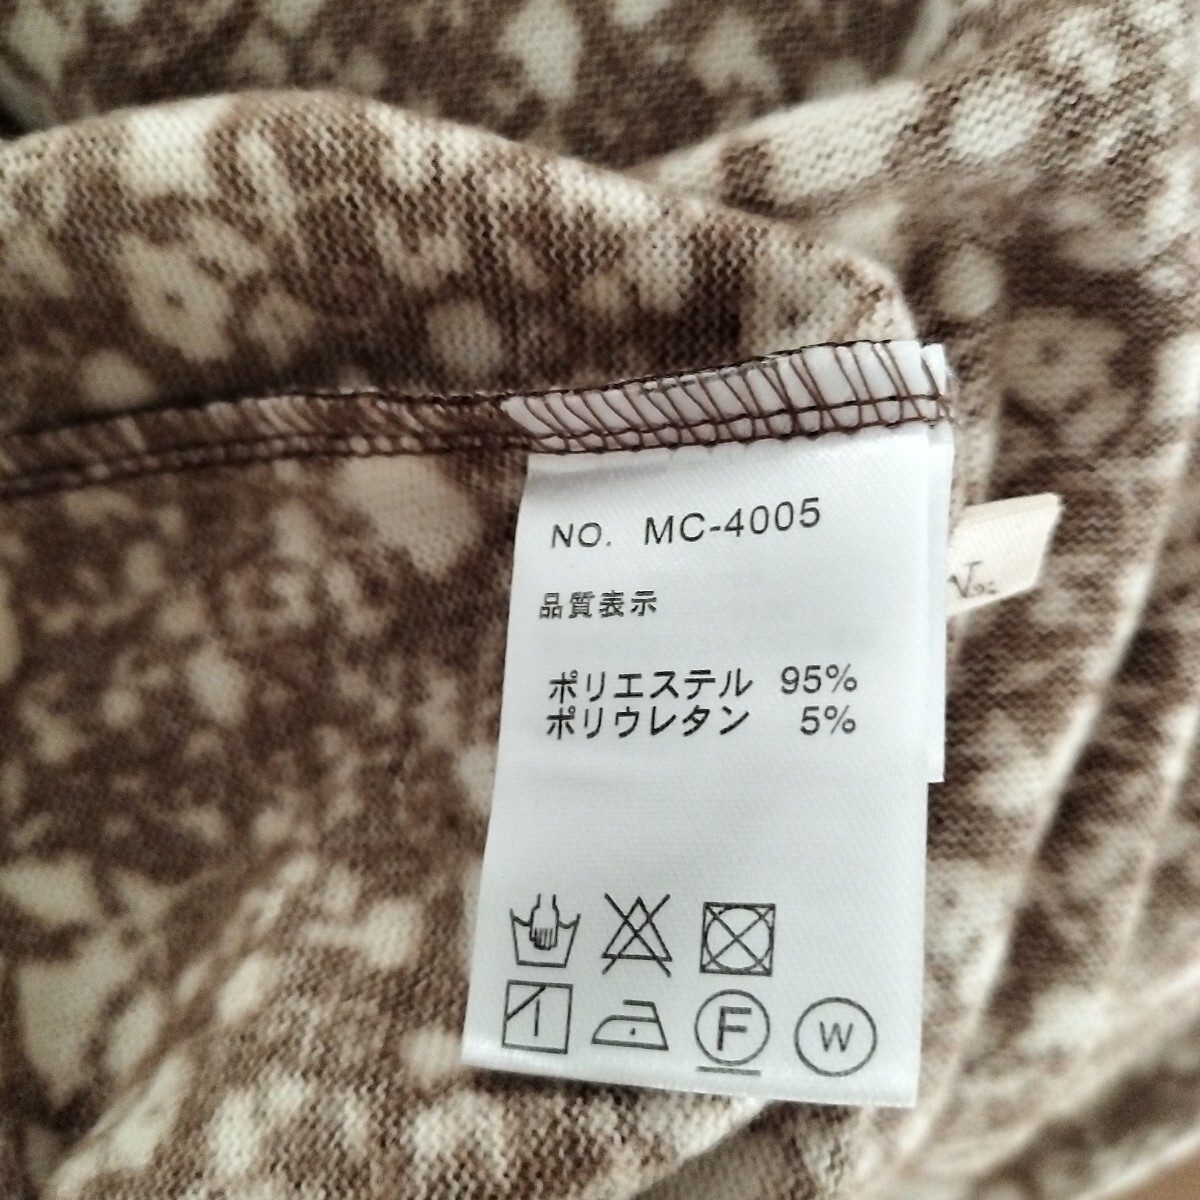 NO. MC-4005
品質表示
ポリエステル 95%
ポリウレタン 5%
F
W